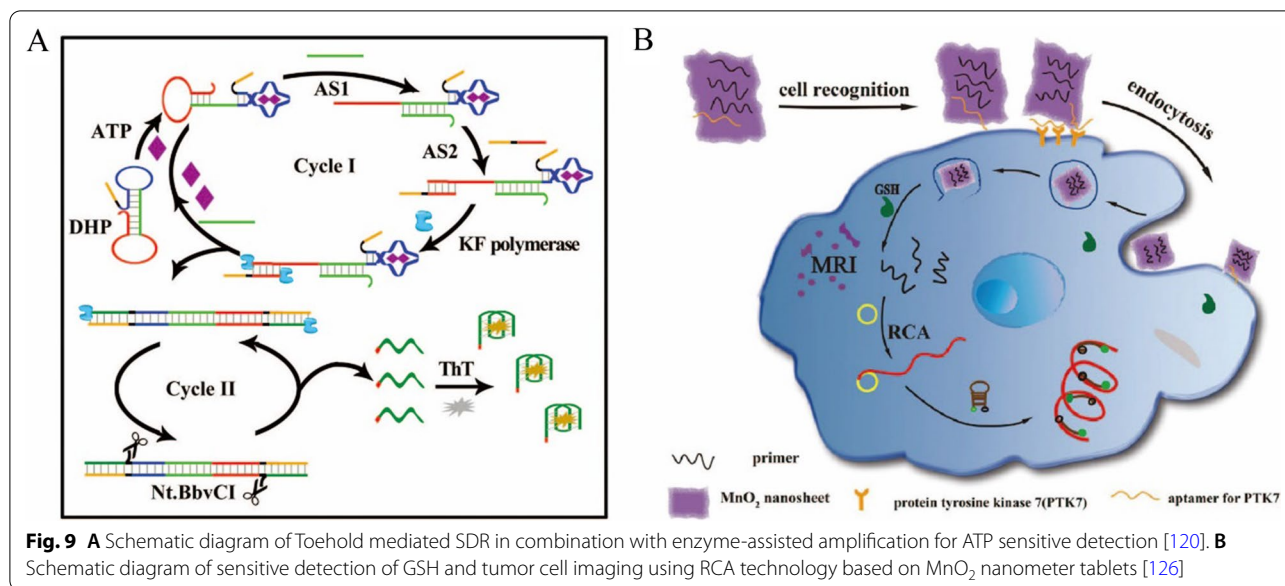 A
AS1
ATP
Cycle I
AS2
DHP
KF polymerase
Cycle II
ThT
Nt.BbvCI
B
cell recognition
endocytosis
GSH
MRI
RCA
primer
MnO₂ nanosheet
protein tyrosine kinase 7(PTK7)
aptamer for PTK7
Fig. 9 A Schematic diagram of Toehold mediated SDR in combination with enzyme-assisted amplification for ATP sensitive detection [120]. B
Schematic diagram of sensitive detection of GSH and tumor cell imaging using RCA technology based on MnO₂ nanometer tablets [126]